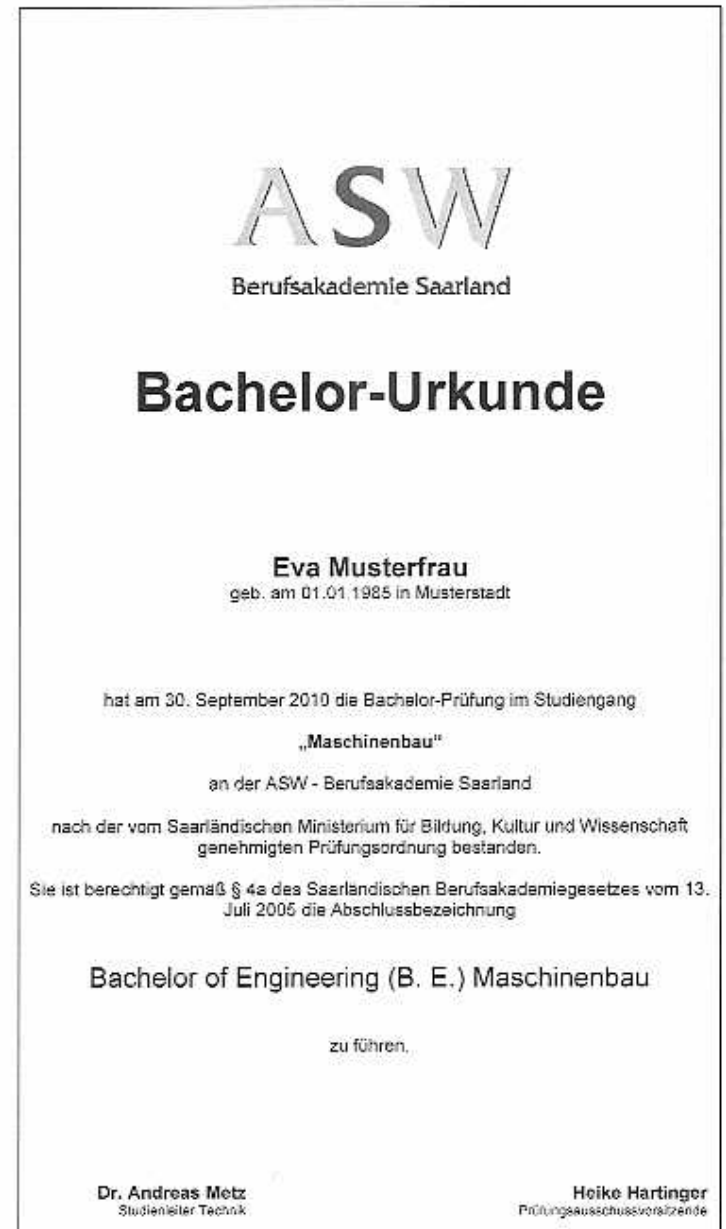 ASW
Berufsakademie Saarland
Bachelor-Urkunde
Eva Musterfrau
geb. am 01.01.1985 in Musterstadt
hat am 30. September 2010 die Bachelor-Prüfung im Studiengang
„Maschinenbau“
an der ASW - Berufsakademie Saarland
nach der vom Saarländischen Ministerium für Bildung, Kultur und Wissenschaft
genehmigten Prüfungsordnung bestanden.
Sie ist berechtigt gemäß § 4a des Saarländischen Berufsakademiegesetzes vom 13.
Juli 2005 die Abschlussbezeichnung
Bachelor of Engineering (B. E.) Maschinenbau
zu führen.
Dr. Andreas Metz
Studienleiter Technik
Heike Hartinger
Prüfungsausschussvorsitzende